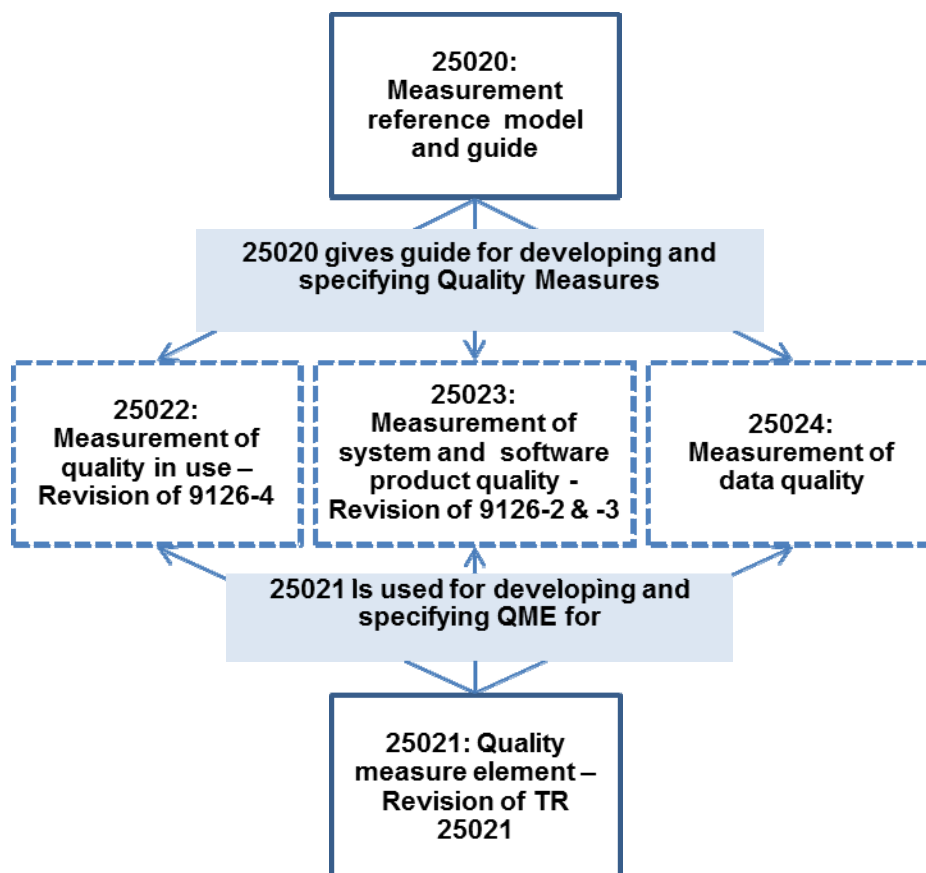 25020:
Measurement
reference model
and guide
25020 gives guide for developing and
specifying Quality Measures
25022:
Measurement of
quality in use –
Revision of 9126-4
25023:
Measurement of
system and software
product quality -
Revision of 9126-2 & -3
25024:
Measurement of
data quality
25021 Is used for developing and
specifying QME for
25021: Quality
measure element –
Revision of TR
25021